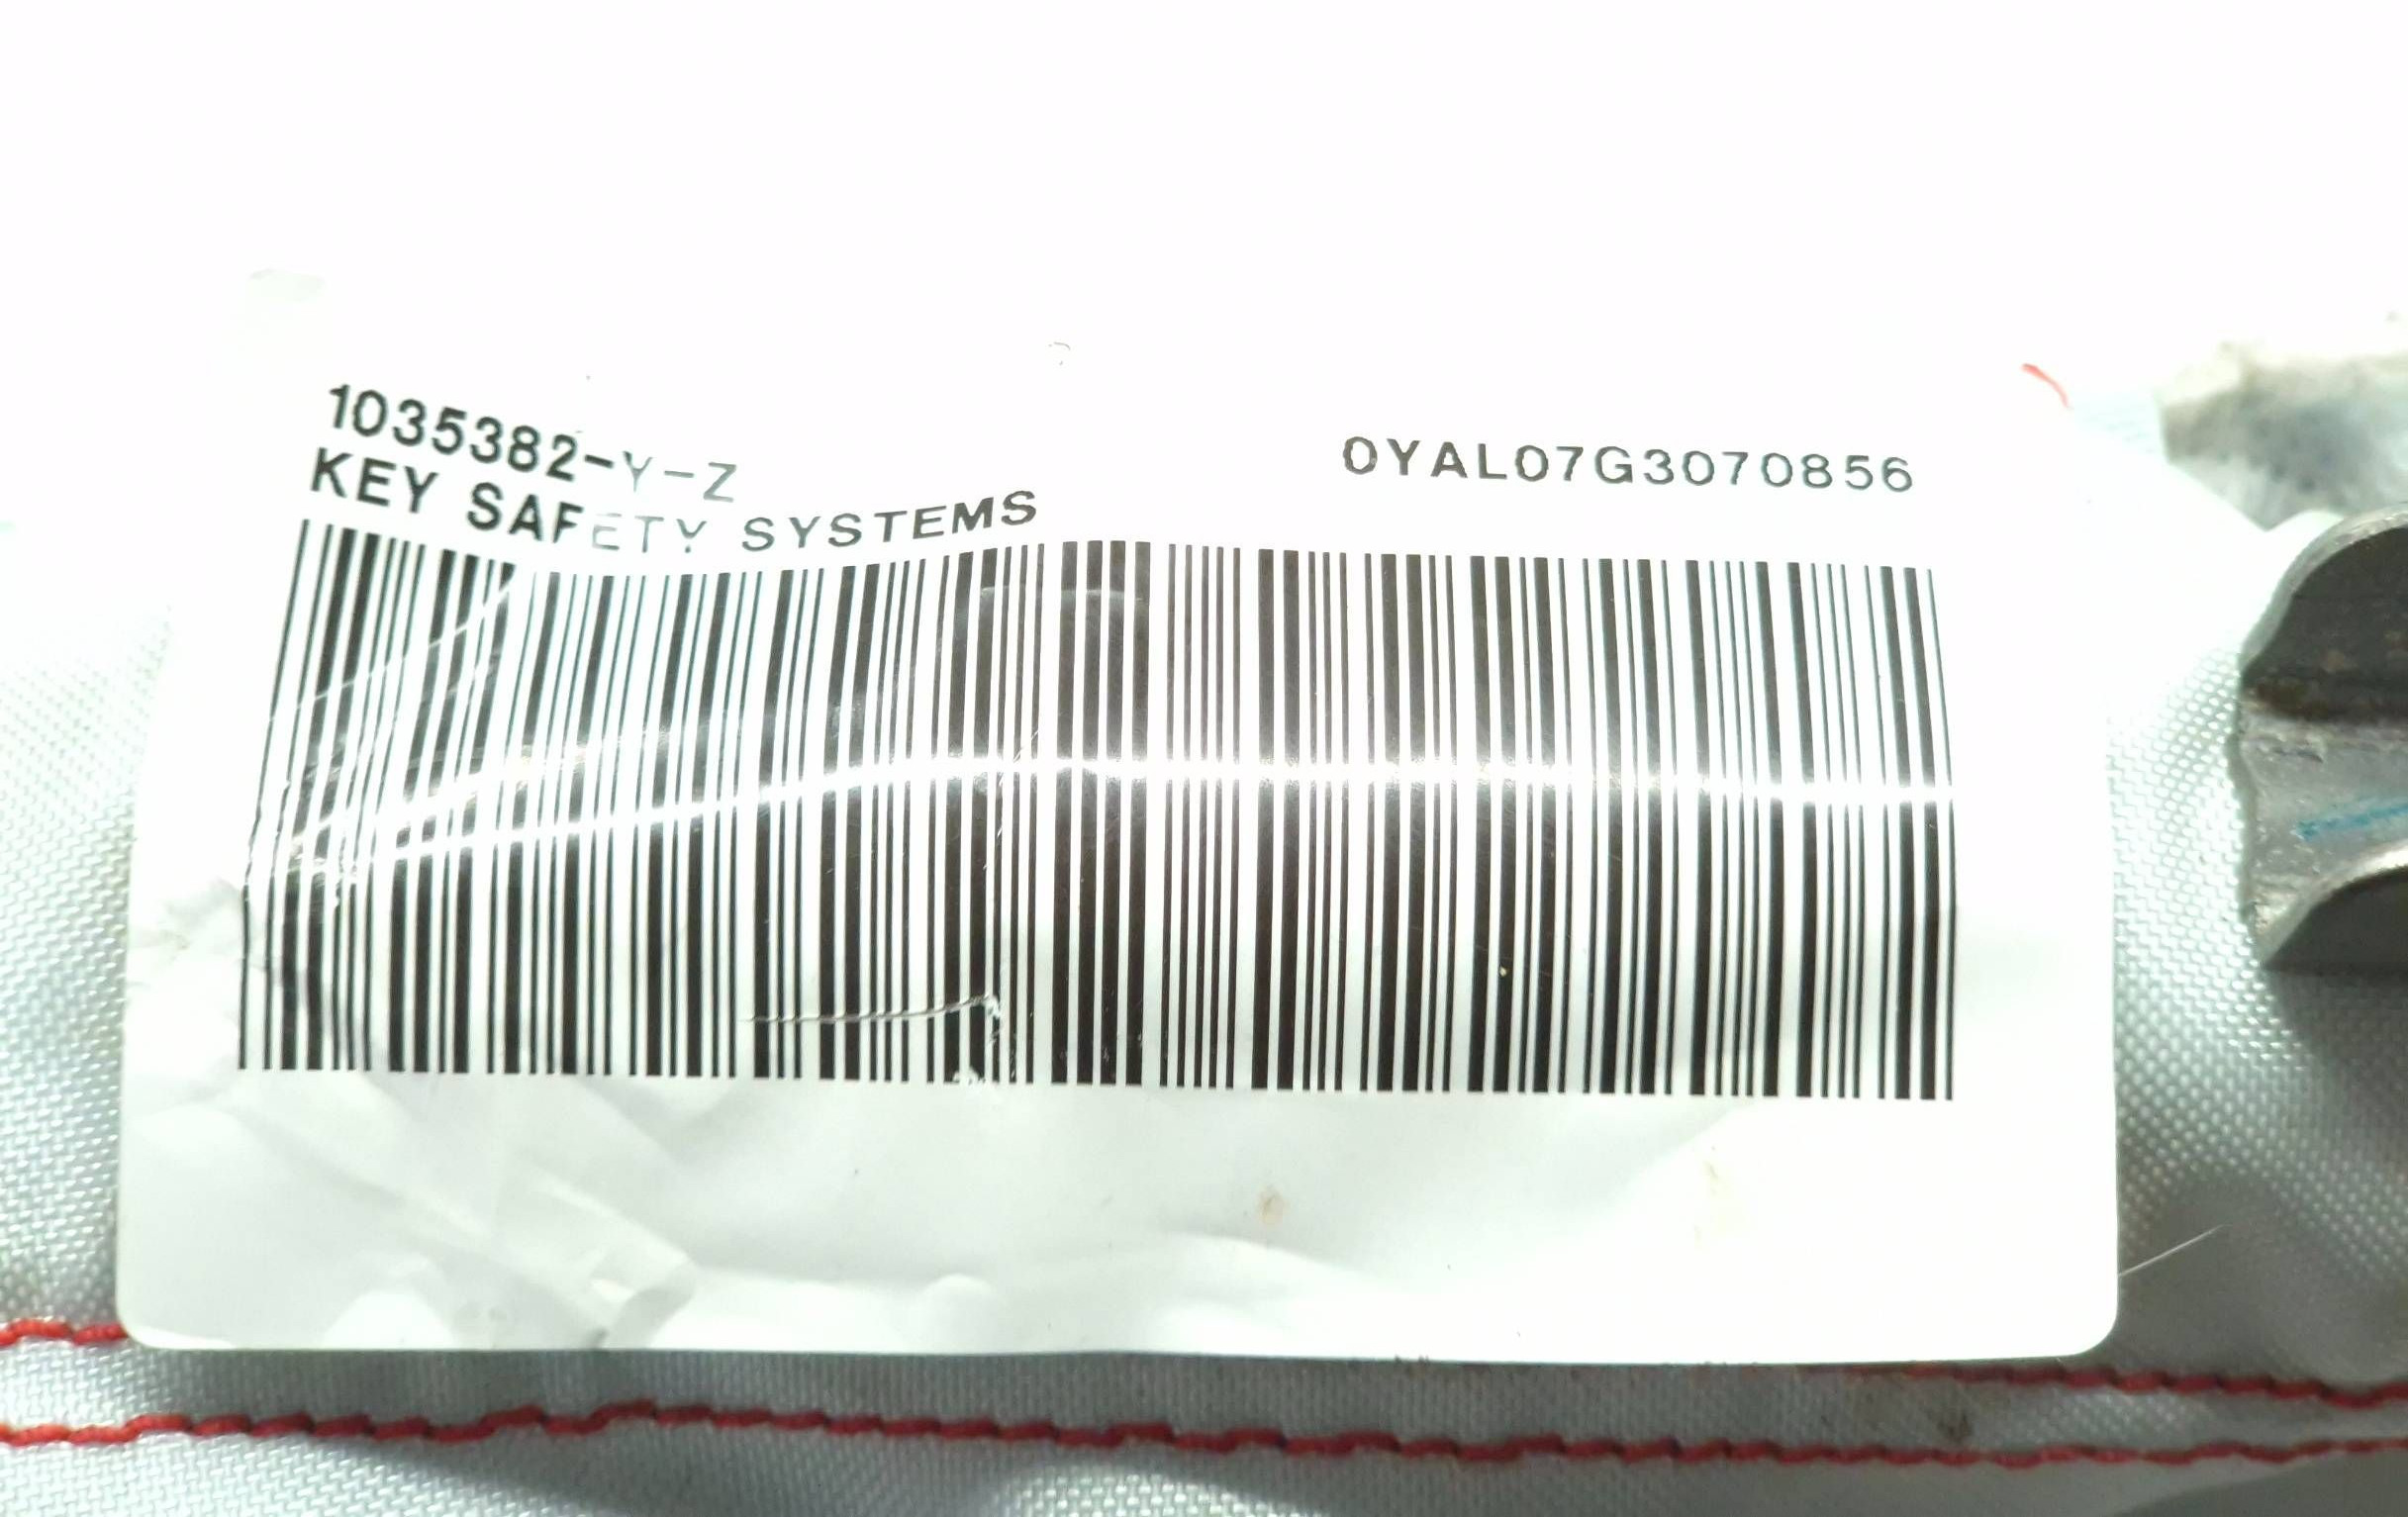 1035382-Y-Z
KEY SAFETY SYSTEMS
0YAL07G3070856